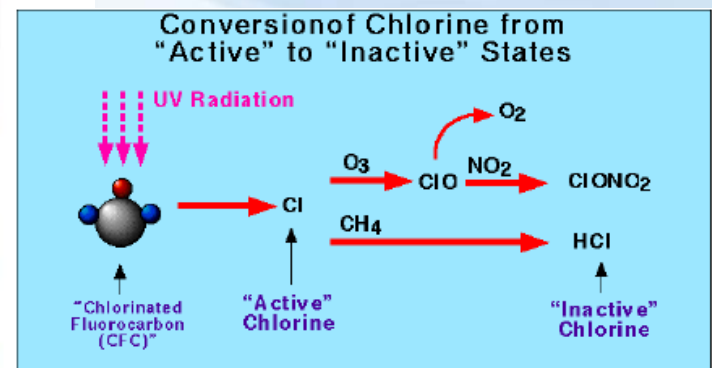 Conversionof Chlorine from
“Active” to “Inactive” States
UV Radiation
O2
O3
ClO
NO2
ClONO2
Cl
CH4
HCl
“Chlorinated
Fluorocarbon
(CFC)”
“Active”
Chlorine
“Inactive”
Chlorine